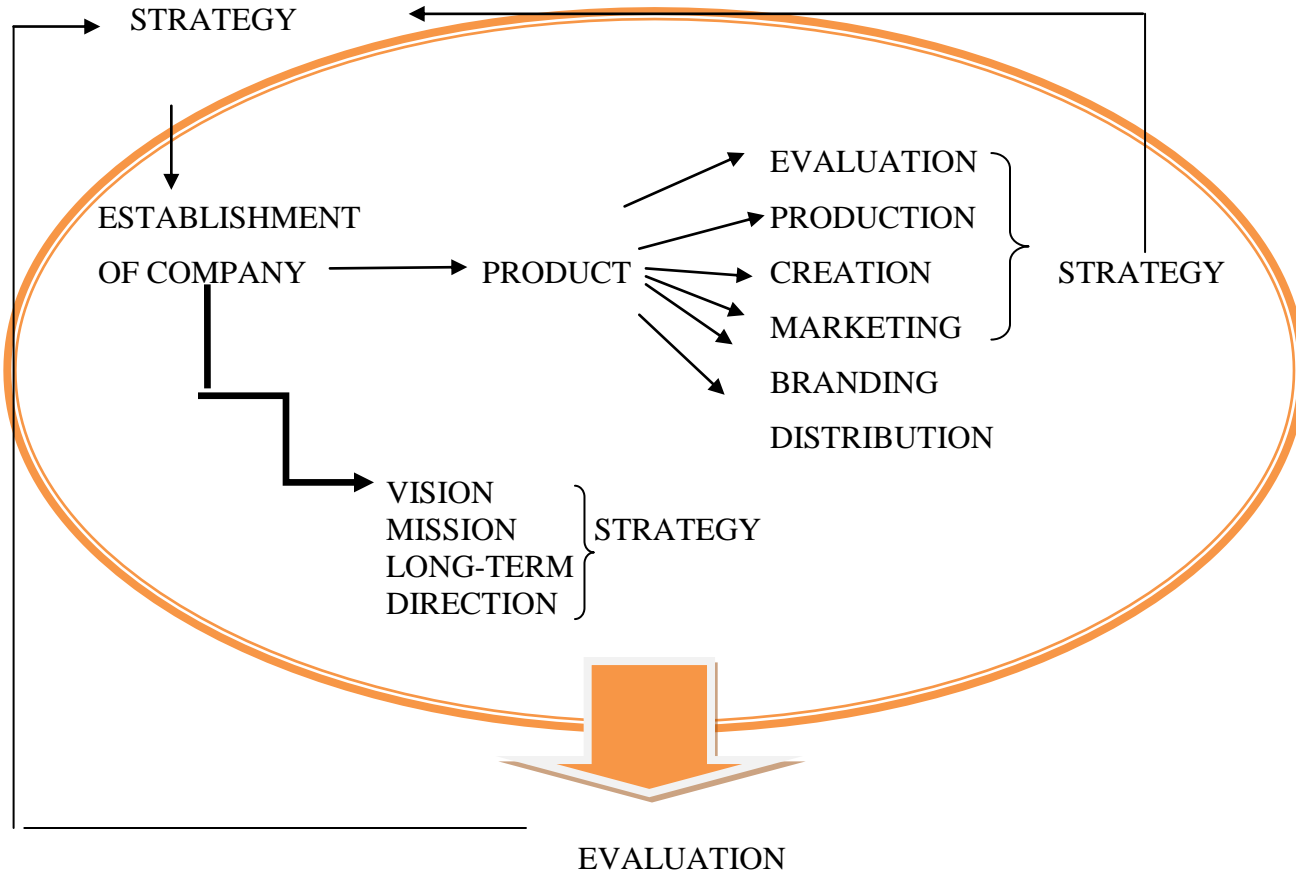 STRATEGY
EVALUATION
ESTABLISHMENT
PRODUCTION
OF COMPANY
PRODUCT
CREATION
STRATEGY
MARKETING
BRANDING
DISTRIBUTION
VISION
MISSION
STRATEGY
LONG-TERM
DIRECTION
EVALUATION